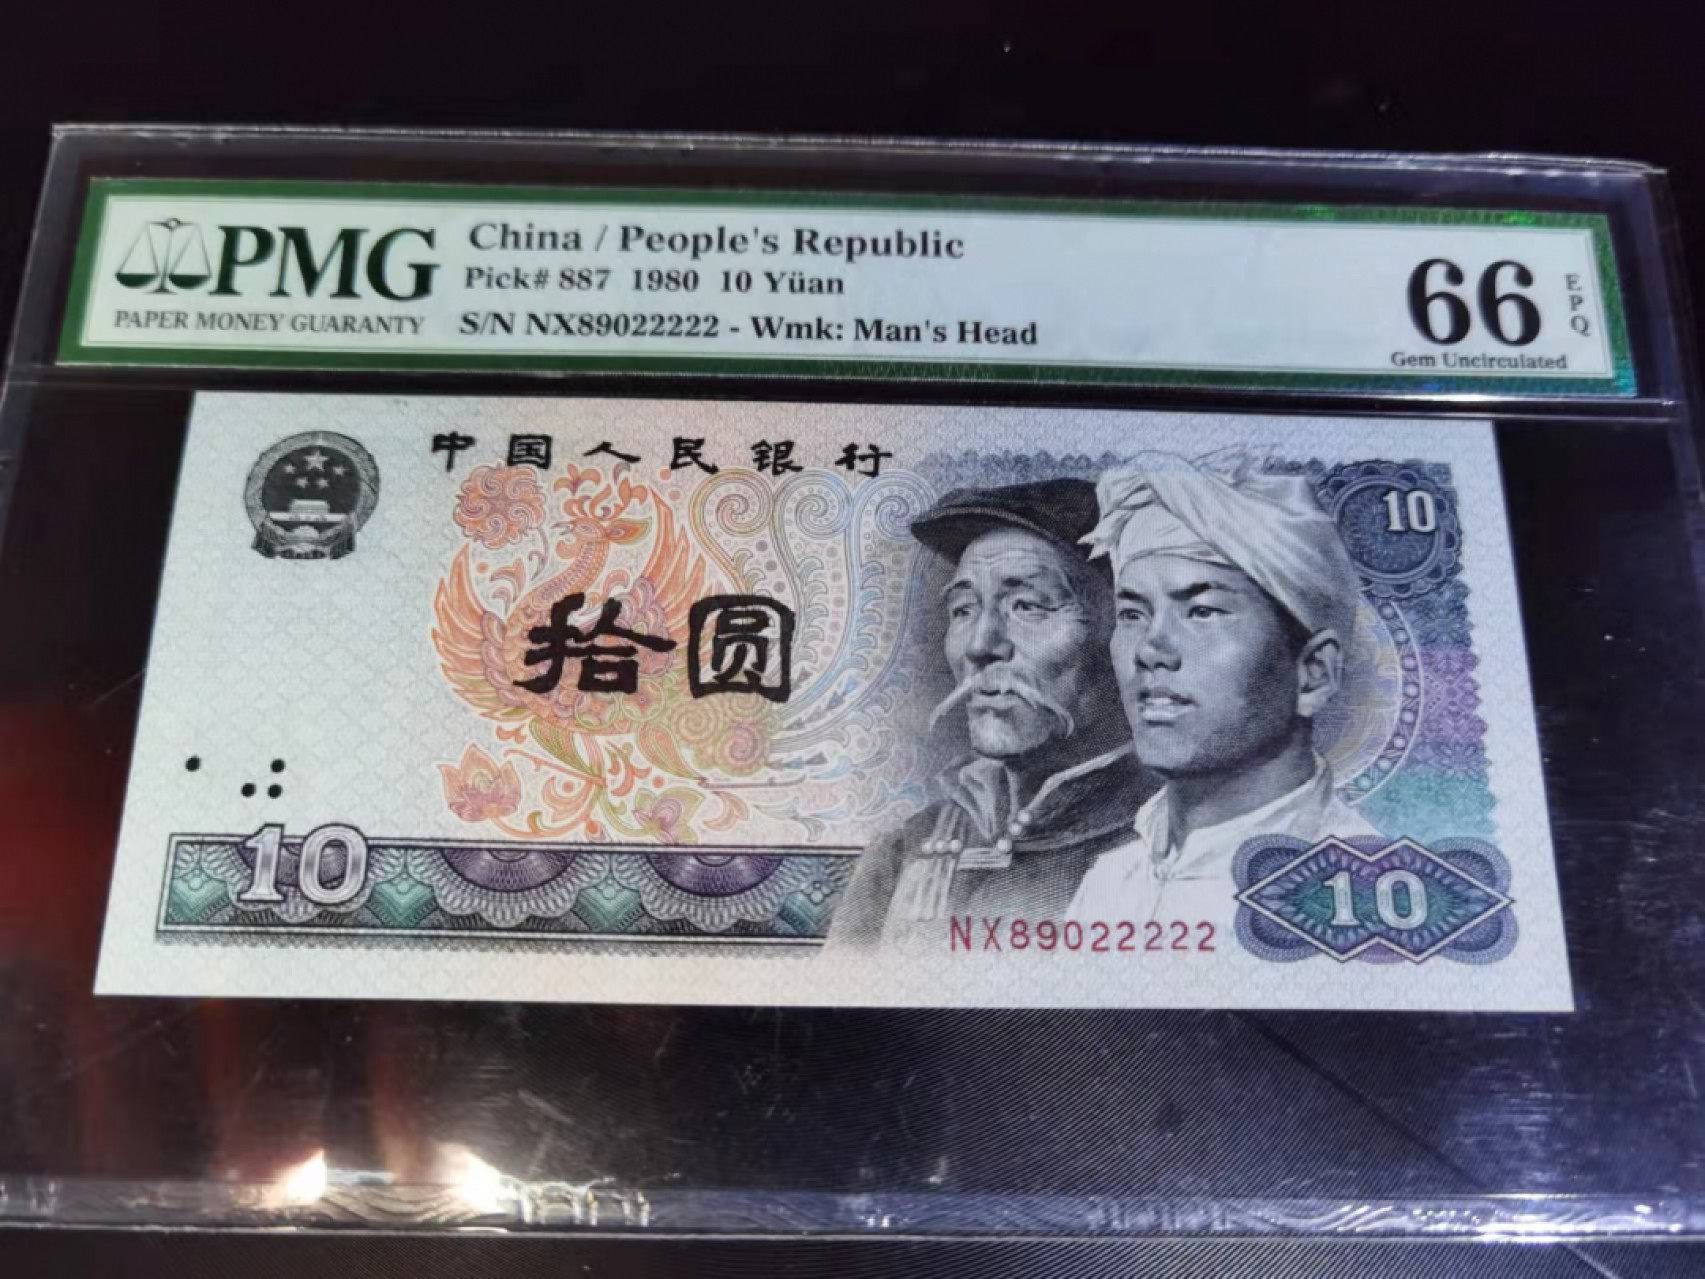 PMG
PAPER MONEY GUARANTY
China / People's Republic
Pick# 887 1980 10 Yüan
S/N NX89022222 - Wmk: Man's Head
66
EPQ
Gem Uncirculated
中国人民银行
10
拾圆
10
NX89022222
10